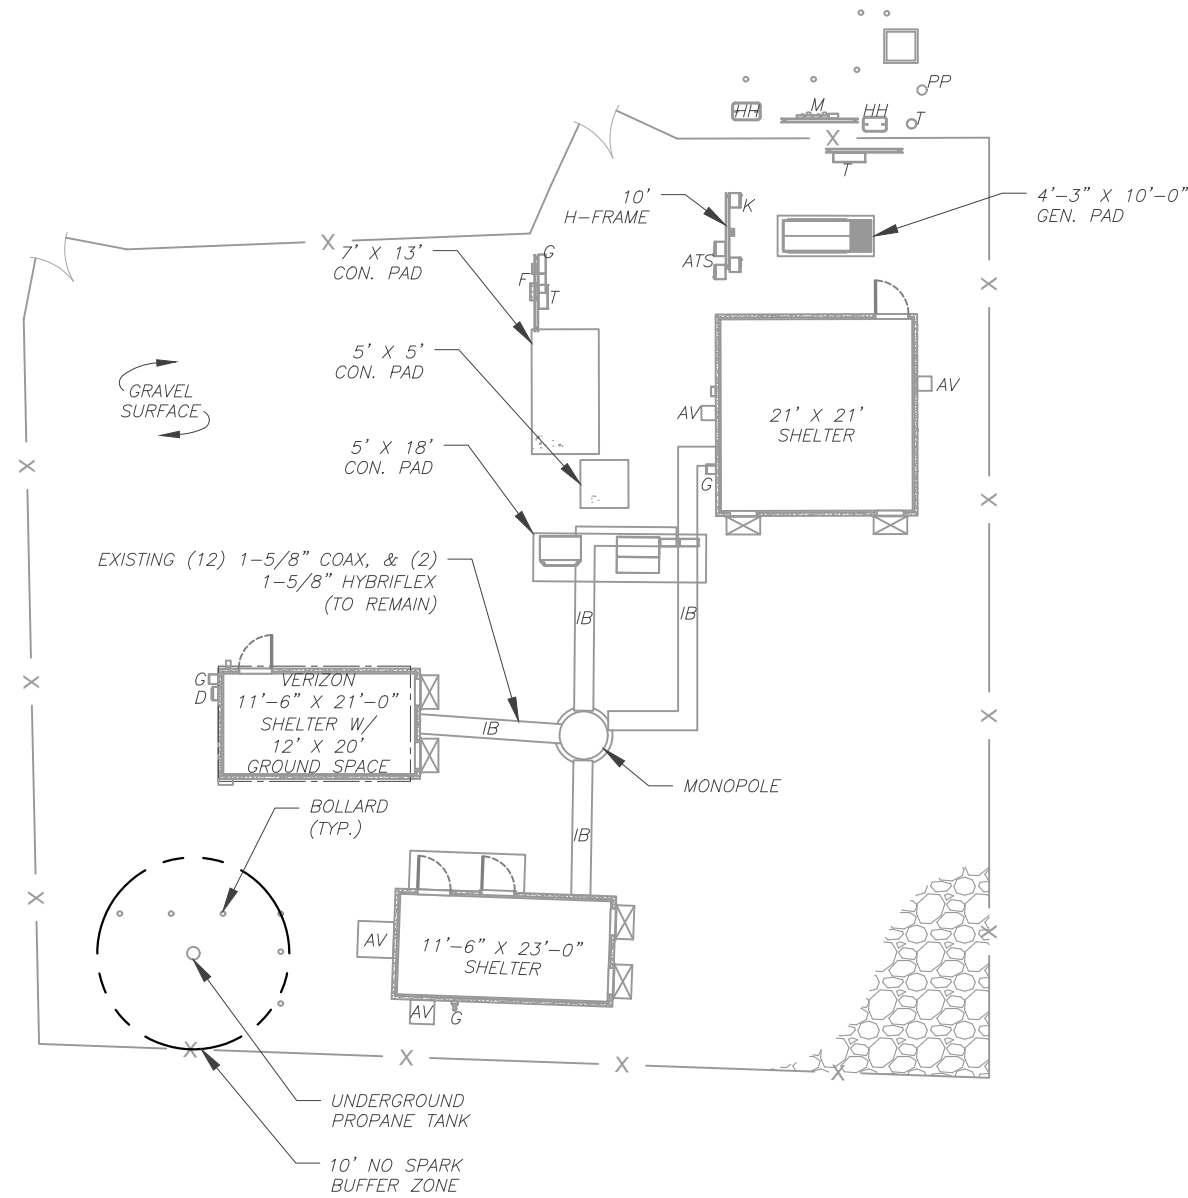 PP
HH
M
HH
T
X
T
10'
H-FRAME
K
4'-3" X 10'-0"
GEN. PAD
X
7' X 13'
CON. PAD
G
F
T
ATS
X
5' X 5'
CON. PAD
GRAVEL
SURFACE
AV
AV
21' X 21'
SHELTER
5' X 18'
CON. PAD
X
G
X
EXISTING (12) 1-5/8" COAX, & (2)
1-5/8" HYBRIFLEX
(TO REMAIN)
IB
IB
X
G
D
VERIZON
11'-6" X 21'-0"
SHELTER W/
12' X 20'
GROUND SPACE
IB
X
MONOPOLE
BOLLARD
(TYP.)
IB
X
AV
11'-6" X 23'-0"
SHELTER
X
AV
G
X
X
X
X
UNDERGROUND
PROPANE TANK
10' NO SPARK
BUFFER ZONE